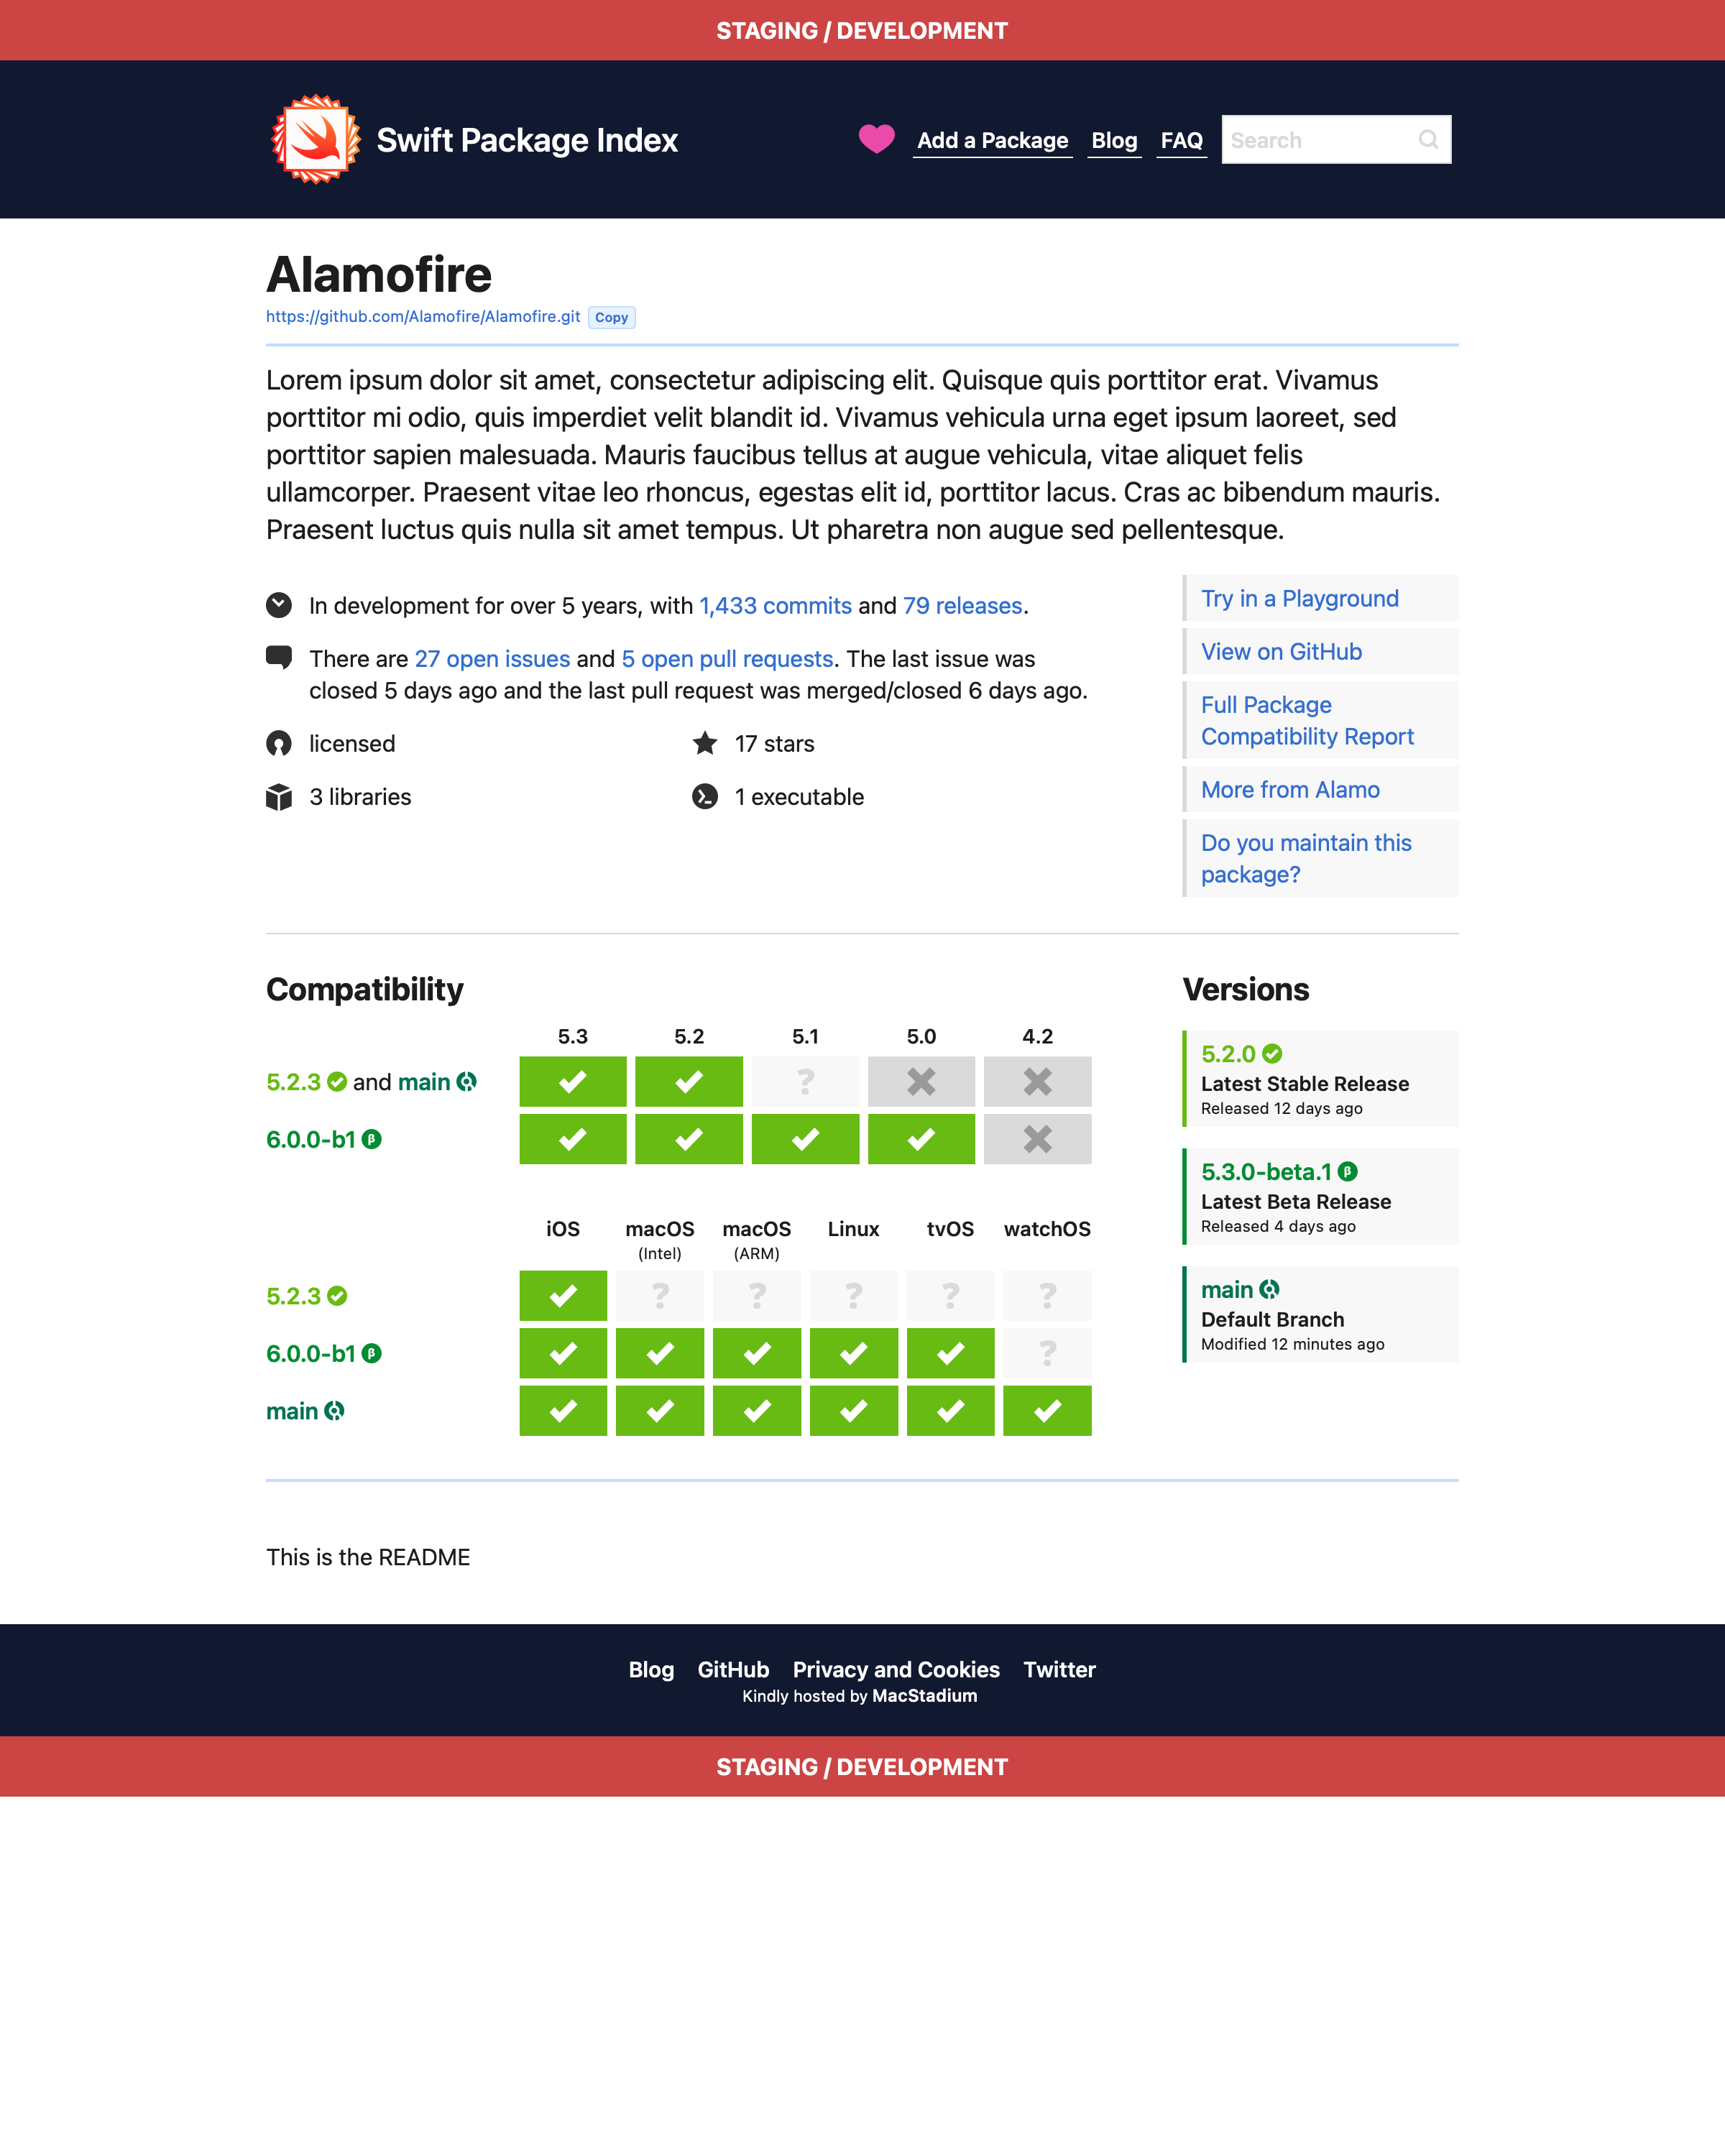 STAGING / DEVELOPMENT
Swift Package Index
Add a Package Blog FAQ Search
Alamofire
https://github.com/Alamofire/Alamofire.git Copy
Lorem ipsum dolor sit amet, consectetur adipiscing elit. Quisque quis porttitor erat. Vivamus
porttitor mi odio, quis imperdiet velit blandit id. Vivamus vehicula urna eget ipsum laoreet, sed
porttitor sapien malesuada. Mauris faucibus tellus at augue vehicula, vitae aliquet felis
ullamcorper. Praesent vitae leo rhoncus, egestas elit id, porttitor lacus. Cras ac bibendum mauris.
Praesent luctus quis nulla sit amet tempus. Ut pharetra non augue sed pellentesque.
In development for over 5 years, with 1,433 commits and 79 releases.
There are 27 open issues and 5 open pull requests. The last issue was
closed 5 days ago and the last pull request was merged/closed 6 days ago.
licensed
17 stars
3 libraries
1 executable
Try in a Playground
View on GitHub
Full Package
Compatibility Report
More from Alamo
Do you maintain this
package?
Compatibility
5.3 5.2 5.1 5.0 4.2
5.2.3 and main ?
6.0.0-b1 β
iOS macOS macOS Linux tvOS watchOS
(Intel) (ARM)
5.2.3 ? ? ? ? ?
6.0.0-b1 β ?
main
Versions
5.2.0
Latest Stable Release
Released 12 days ago
5.3.0-beta.1 β
Latest Beta Release
Released 4 days ago
main
Default Branch
Modified 12 minutes ago
This is the README
Blog GitHub Privacy and Cookies Twitter
Kindly hosted by MacStadium
STAGING / DEVELOPMENT